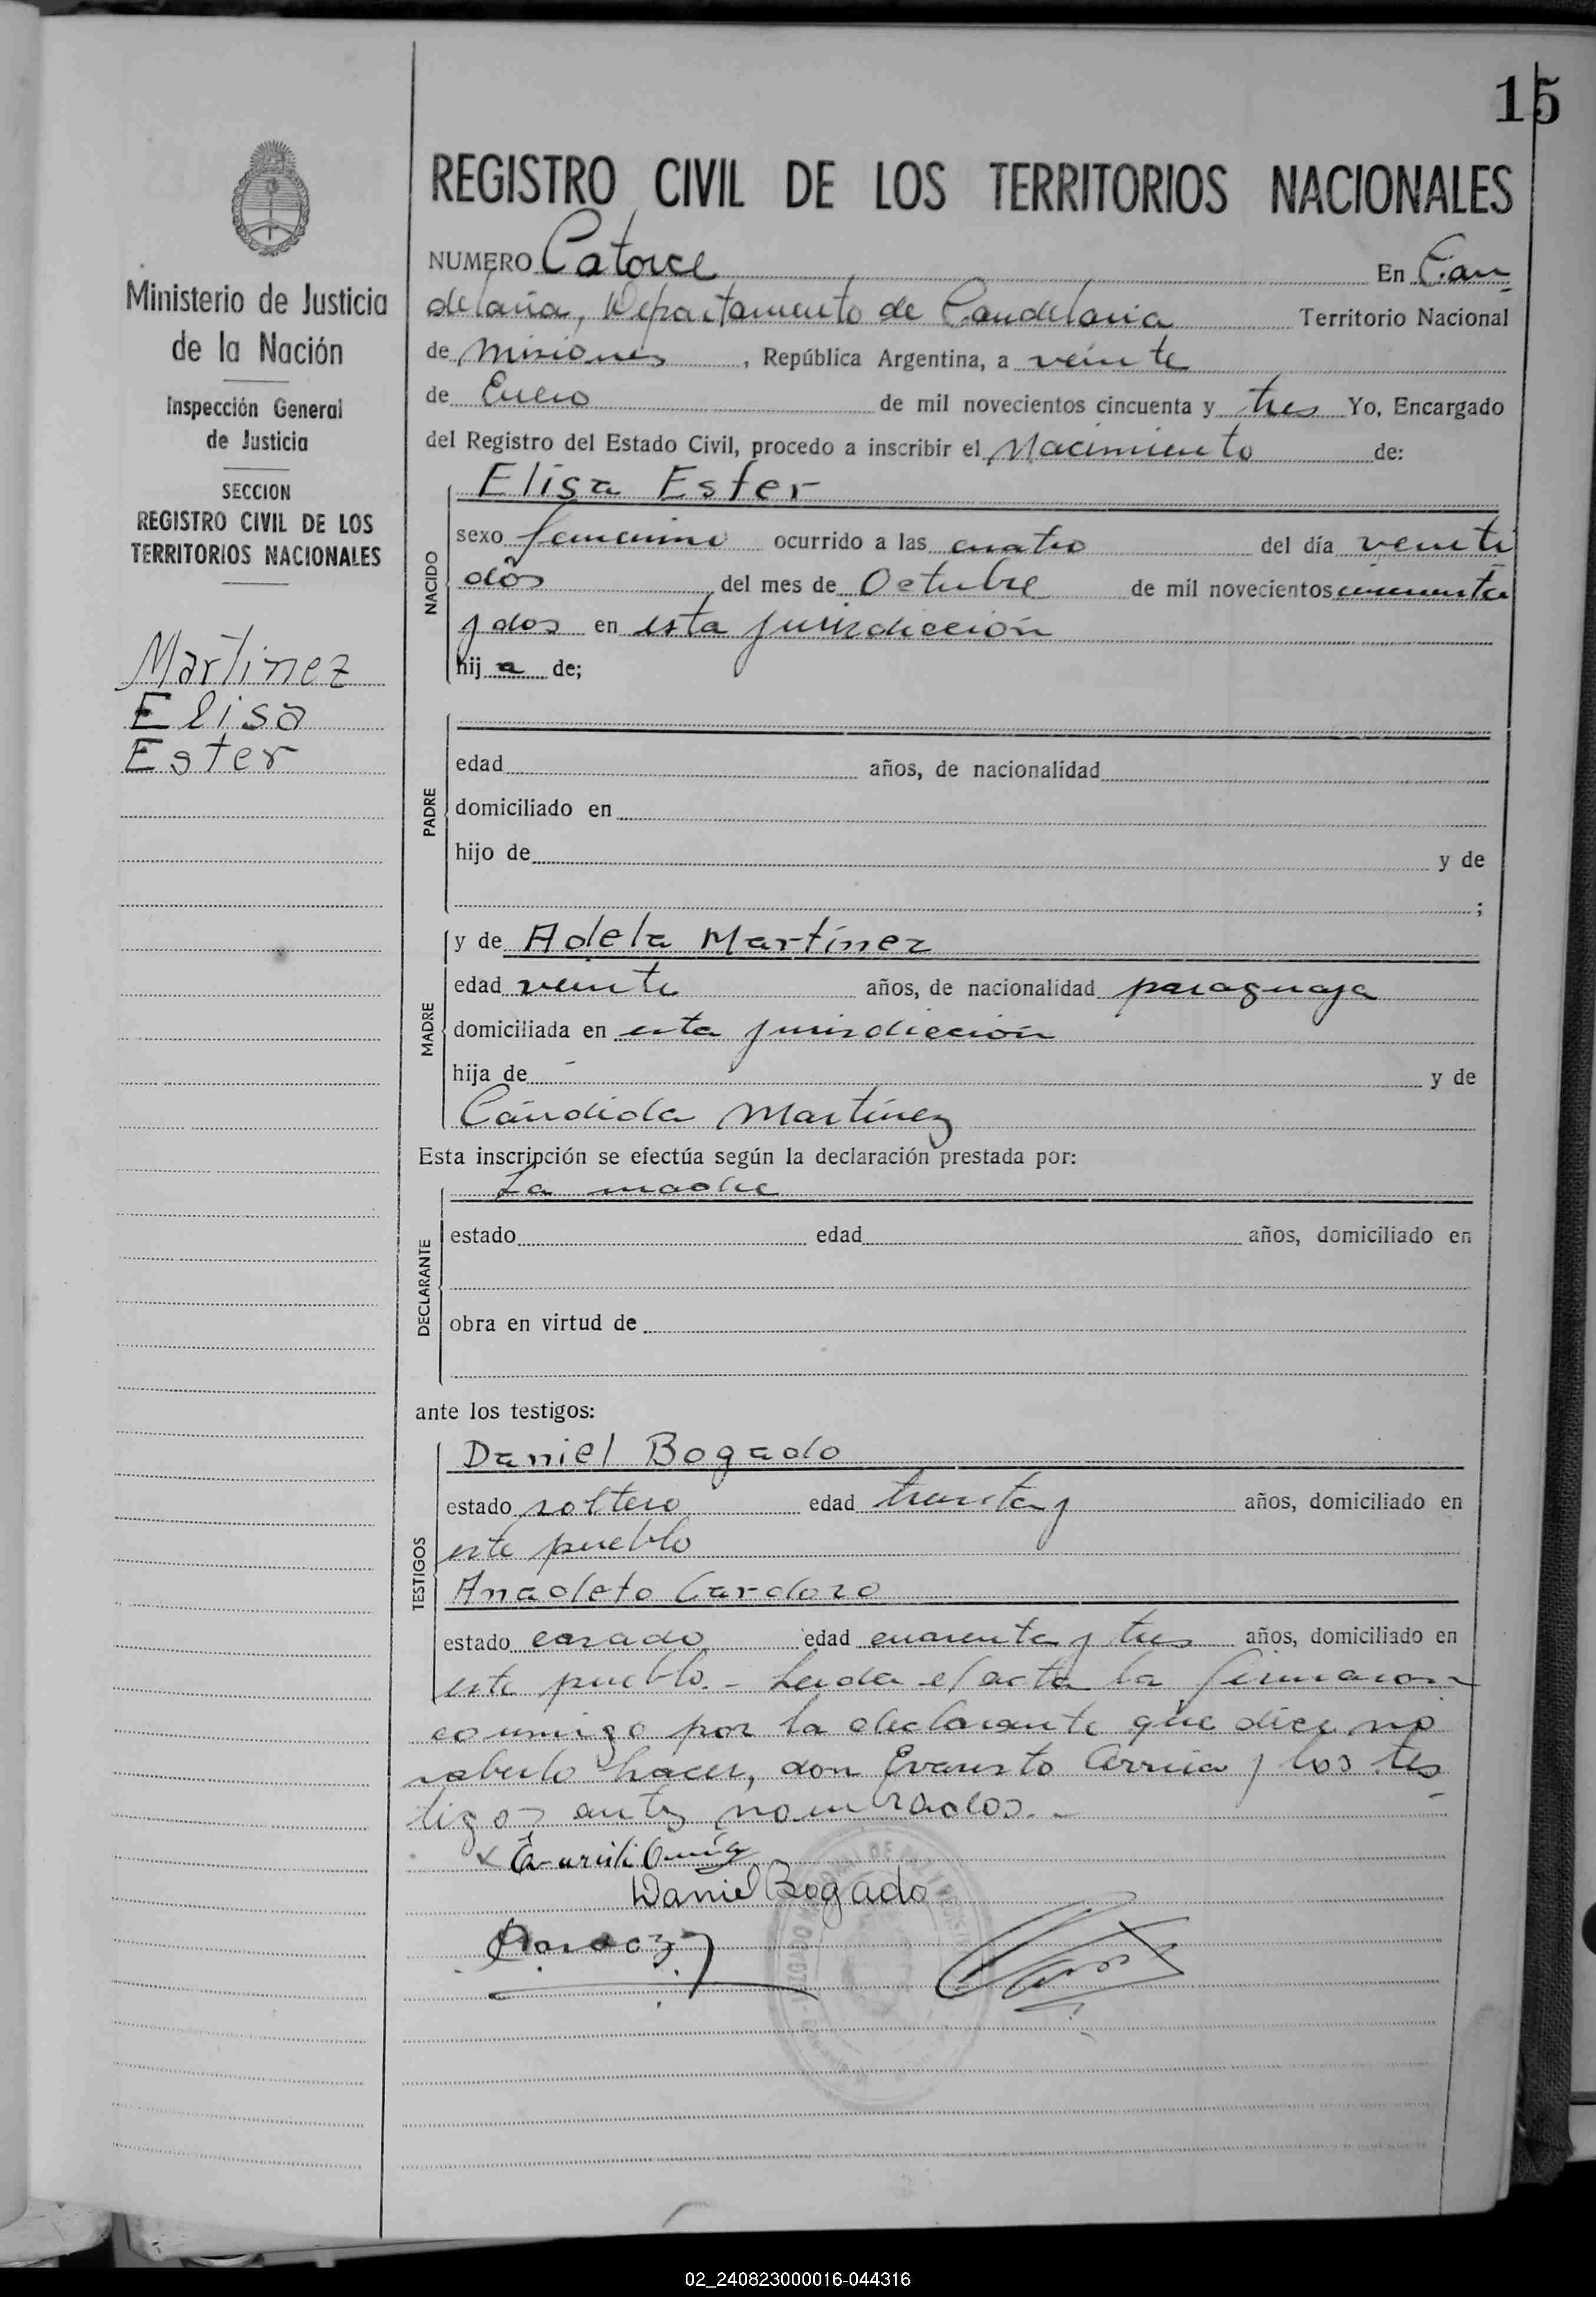 15
REGISTRO CIVIL DE LOS TERRITORIOS NACIONALES
Ministerio de Justicia
de la Nación
Inspección General
de Justicia
SECCION
REGISTRO CIVIL DE LOS
TERRITORIOS NACIONALES
Martinez
Elisa
Ester
NUMERO Catorce En Can
delaria, Departamento de Candelaria Territorio Nacional
de Misiones, República Argentina, a veinte
de Enero de mil novecientos cincuenta y tres Yo, Encargado
del Registro del Estado Civil, procedo a inscribir el Nacimiento de:
NACIDO
Elisa Ester
sexo femenino ocurrido a las cuatro del día veinti
dós del mes de Octubre de mil novecientos cincuenta
y dos en esta jurisdicción
hij a de;
PADRE
edad años, de nacionalidad
domiciliado en
hijo de y de
;
MADRE
y de Adela Martínez
edad veinte años, de nacionalidad paraguaya
domiciliada en esta jurisdicción
hija de - y de
Cándida Martínez
Esta inscripción se efectúa según la declaración prestada por:
DECLARANTE
La madre
estado edad años, domiciliado en
obra en virtud de
ante los testigos:
TESTIGOS
Daniel Bogado
estado soltero edad treinta y años, domiciliado en
este pueblo
Anacleto Cardozo
estado casado edad cuarenta y tres años, domiciliado en
este pueblo.- Leida el acta la firmaron
conmigo por la declarante que dice no
saberlo hacer, don Evaristo Arrúa y los tes
tigos antes nombrados.-
Daniel Bogado
02_240823000016-044316